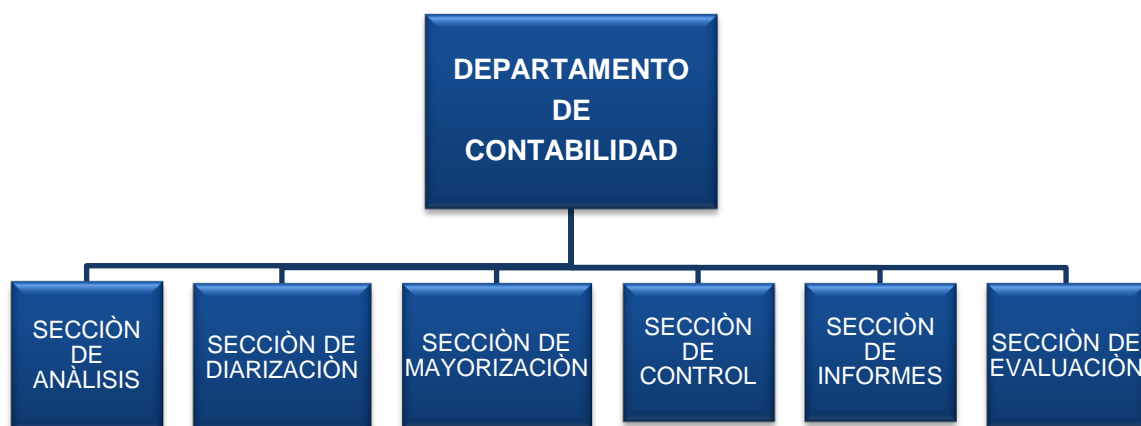 DEPARTAMENTO
DE
CONTABILIDAD
SECCIÒN
DE
ANÀLISIS
SECCIÒN DE
DIARIZACIÒN
SECCIÒN DE
MAYORIZACIÒN
SECCIÒN
DE
CONTROL
SECCIÒN
DE
INFORMES
SECCIÒN DE
EVALUACIÒN